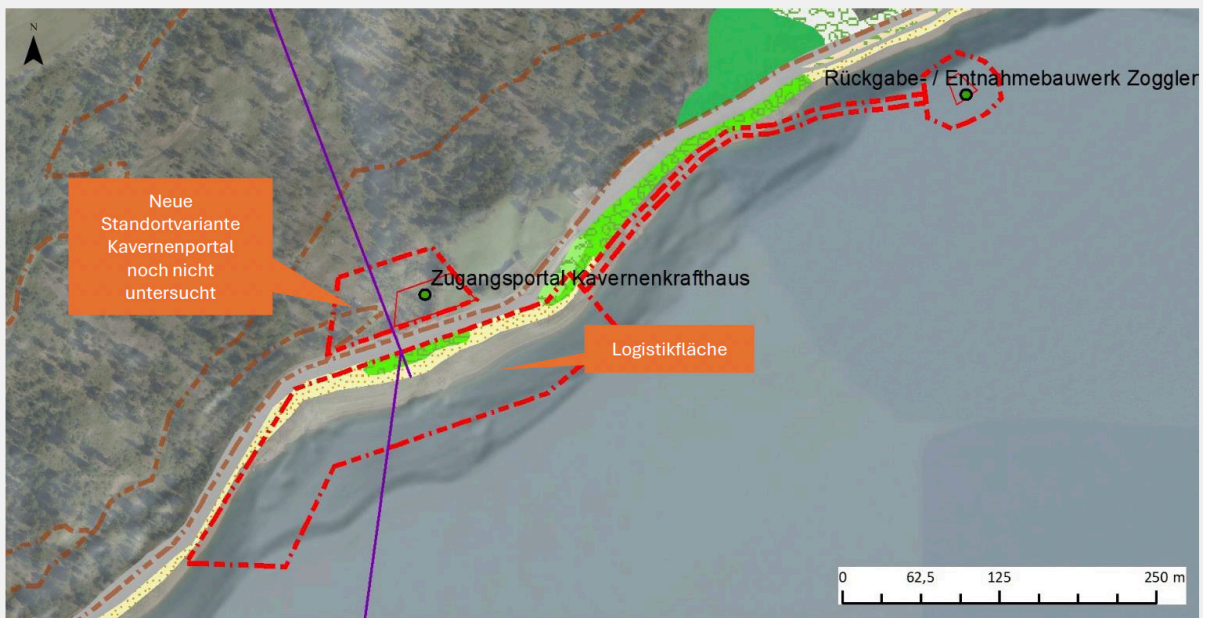 N
Rückgabe- / Entnahmebauwerk Zoggler
Neue
Standortvariante
Kavernenportal
noch nicht
untersucht
Zugangsportal Kavernenkrafthaus
Logistikfläche
0 62,5 125 250 m